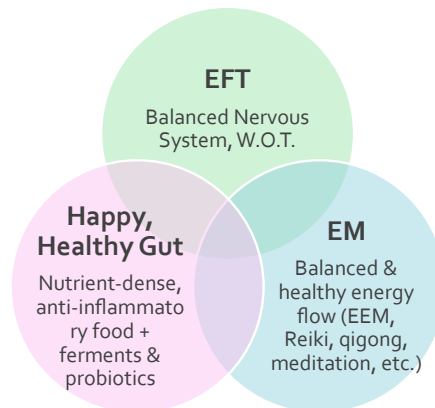 EFT
Balanced Nervous
System, W.O.T.
Happy,
Healthy Gut
Nutrient-dense,
anti-inflammato
ry food +
ferments &
probiotics
EM
Balanced &
healthy energy
flow (EEM,
Reiki, qigong,
meditation, etc.)